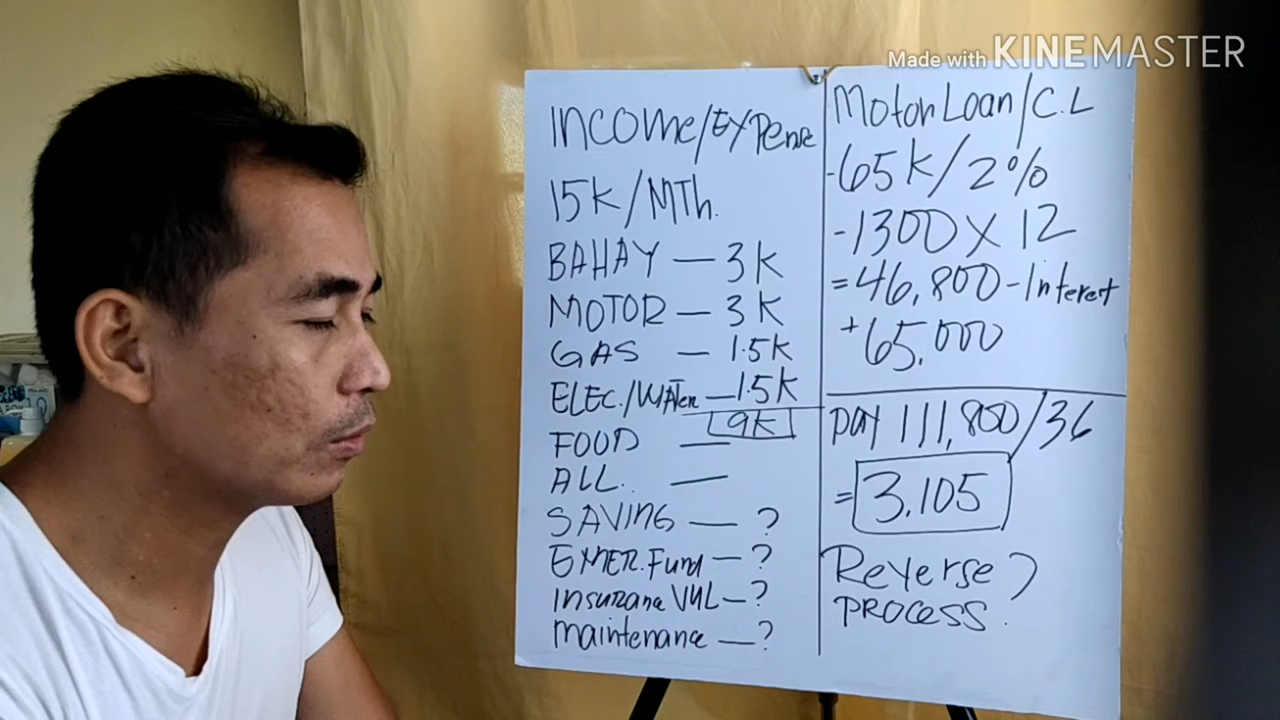 Made with KINEMASTER
INCOME/EXPense
15K/MTh.
BAHAY — 3K
MOTOR — 3K
GAS — 1.5K
ELEC./WATer — 1.5K
9K
FOOD —
ALL. —
SAVING — ?
EMER. Fund — ?
Insurance VUL — ?
maintenance — ?
Motor Loan/C.L
-65K/2%
-1300 X 12
=46,800 - Interest
+65,000
PAY 111,800/36
= 3,105
Reverse ?
PROCESS.